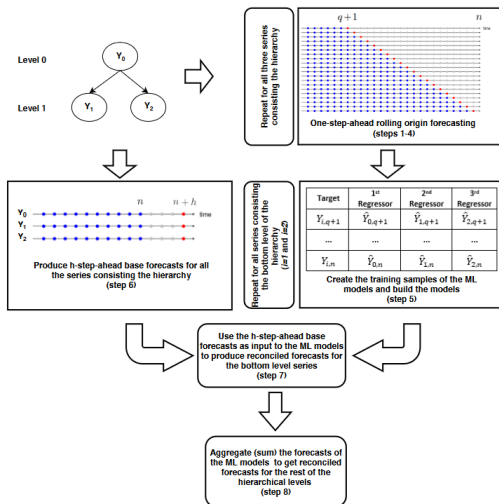 Level 0
Y0
Level 1
Y1
Y2
Repeat for all three series
consisting the hierarchy
q+1
n
time
One-step-ahead rolling origin forecasting
(steps 1-4)
n
n + h
Y0
time
Y1
Y2
Produce h-step-ahead base forecasts for all
the series consisting the hierarchy
(step 6)
Repeat for all series consisting
the bottom level of the
hierarchy
(i=1 and i=2)
Target
1st Regressor
2nd Regressor
3rd Regressor
Yi,q+1 Ŷ0,q+1 Ŷ1,q+1 Ŷ2,q+1
... ... ... ...
Yi,n Ŷ0,n Ŷ1,n Ŷ2,n
Create the training samples of the ML
models and build the models
(step 5)
Use the h-step-ahead base
forecasts as input to the ML models
to produce reconciled forecasts for
the bottom level series
(step 7)
Aggregate (sum) the forecasts of
the ML models to get reconciled
forecasts for the rest of the
hierarchical levels
(step 8)